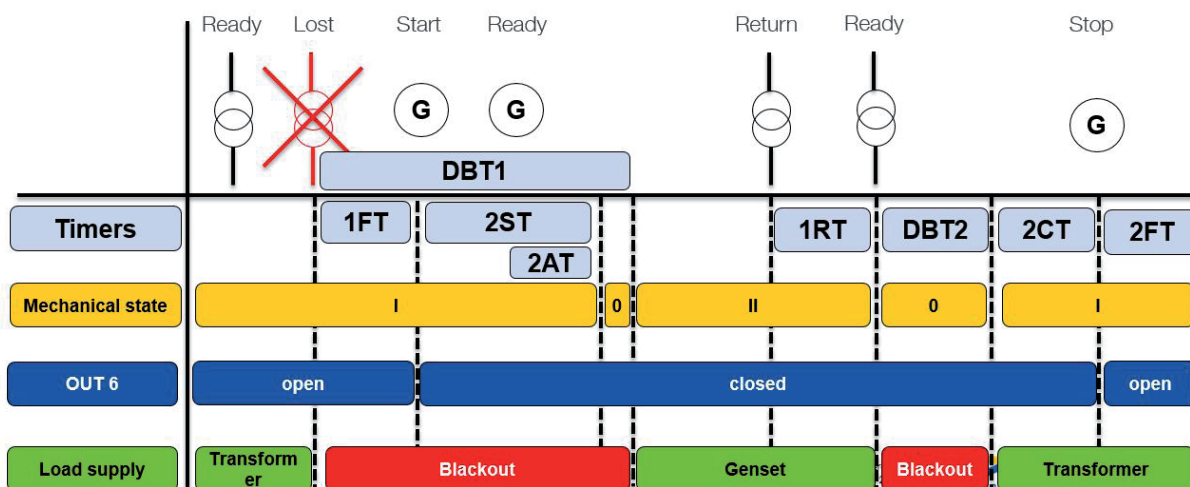 Ready Lost Start Ready Return Ready Stop
G G G
DBT1
Timers 1FT 2ST 1RT DBT2 2CT 2FT
2AT
Mechanical state I 0 II 0 I
OUT 6 open closed open
Load supply Transform
er Blackout Genset Blackout Transformer